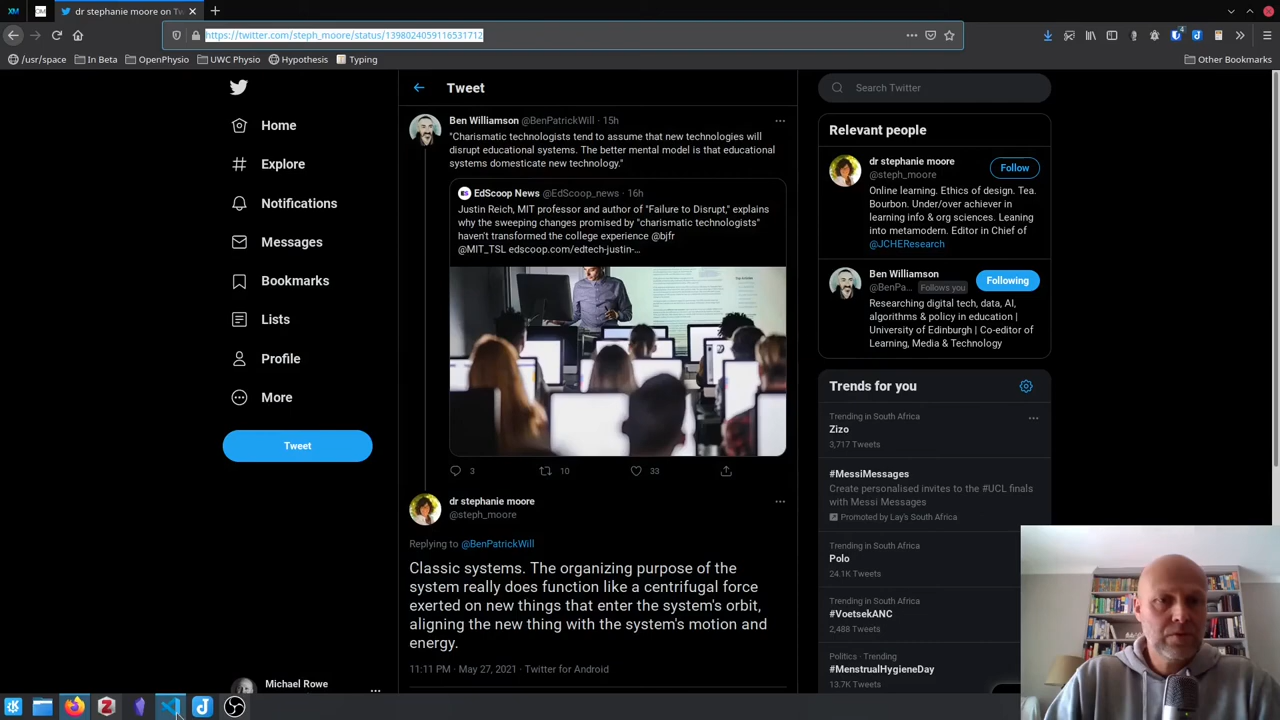 XM
OM
dr stephanie moore on T
https://twitter.com/steph_moore/status/1398024059116531712
/usr/space
In Beta
OpenPhysio
UWC Physio
Hypothesis
Typing
Other Bookmarks
Home
Explore
Notifications
Messages
Bookmarks
Lists
Profile
More
Tweet
Michael Rowe
Tweet
Ben Williamson @BenPatrickWill · 15h
"Charismatic technologists tend to assume that new technologies will
disrupt educational systems. The better mental model is that educational
systems domesticate new technology."
EdScoop News @EdScoop_news · 16h
Justin Reich, MIT professor and author of "Failure to Disrupt," explains
why the sweeping changes promised by "charismatic technologists"
haven't transformed the college experience @bjfr
@MIT_TSL edscoop.com/edtech-justin-…
3
10
33
dr stephanie moore
@steph_moore
Replying to @BenPatrickWill
Classic systems. The organizing purpose of the
system really does function like a centrifugal force
exerted on new things that enter the system's orbit,
aligning the new thing with the system's motion and
energy.
11:11 PM · May 27, 2021 · Twitter for Android
Search Twitter
Relevant people
dr stephanie moore
@steph_moore
Follow
Online learning. Ethics of design. Tea.
Bourbon. Under/over achiever in
learning info & org sciences. Leaning
into metamodern. Editor in Chief of
@JCHEResearch
Ben Williamson
@BenPa… Follows you
Following
Researching digital tech, data, AI,
algorithms & policy in education |
University of Edinburgh | Co-editor of
Learning, Media & Technology
Trends for you
Trending in South Africa
Zizo
3,717 Tweets
#MessiMessages
Create personalised invites to the #UCL finals
with Messi Messages
Promoted by Lay's South Africa
Trending in South Africa
Polo
24.1K Tweets
Trending in South Africa
#VoetsekANC
2,488 Tweets
Politics · Trending
#MenstrualHygieneDay
13.7K Tweets